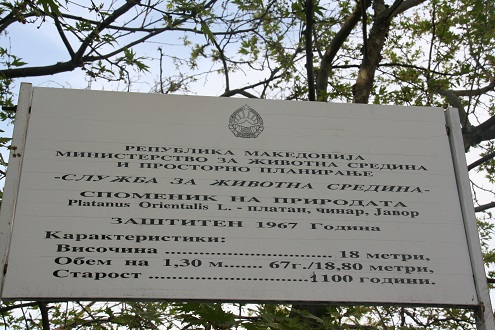 РЕПУБЛИКА МАКЕДОНИЈА
МИНИСТЕРСТВО ЗА ЖИВОТНА СРЕДИНА
И ПРОСТОРНО ПЛАНИРАЊЕ
-СЛУЖБА ЗА ЖИВОТНА СРЕДИНА-
СПОМЕНИК НА ПРИРОДАТА
Platanus Orientalis L. - платан, чинар, Јавор
ЗАШТИТЕН 1967 Година
Карактеристики:
Височина ........................ 18 метри,
Обем на 1,30 м....... 67г./18,80 метри,
Старост ........................ 1100 години.